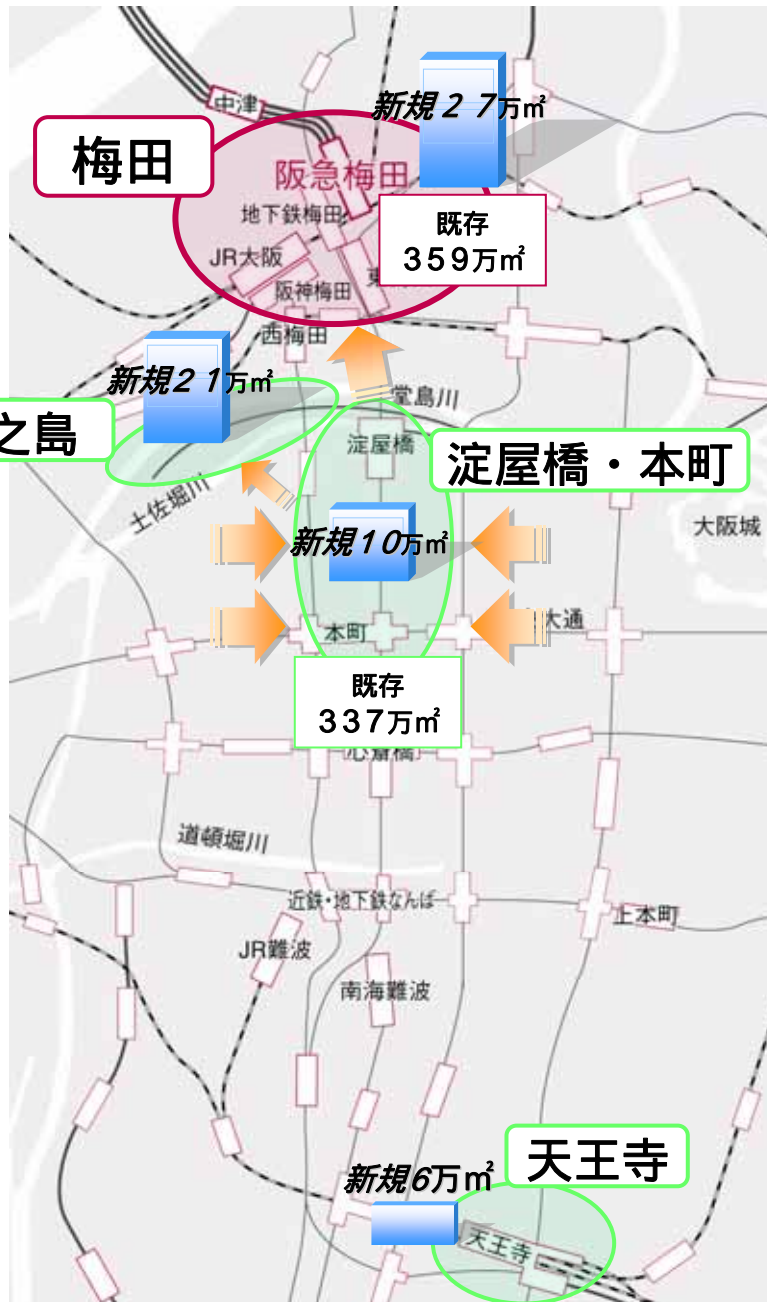 中津
新規２７万㎡
梅田
阪急梅田
地下鉄梅田
既存
３５９万㎡
JR大阪
阪神梅田
西梅田
新規２１万㎡
堂島川
之島
淀屋橋
淀屋橋・本町
土佐堀川
大阪城
新規１０万㎡
本町
大通
既存
３３７万㎡
心斎橋
道頓堀川
近鉄・地下鉄なんば
上本町
JR難波
南海難波
天王寺
新規６万㎡
天王寺